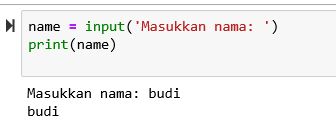 name = input('Masukkan nama: ')
print(name)
Masukkan nama: budi
budi